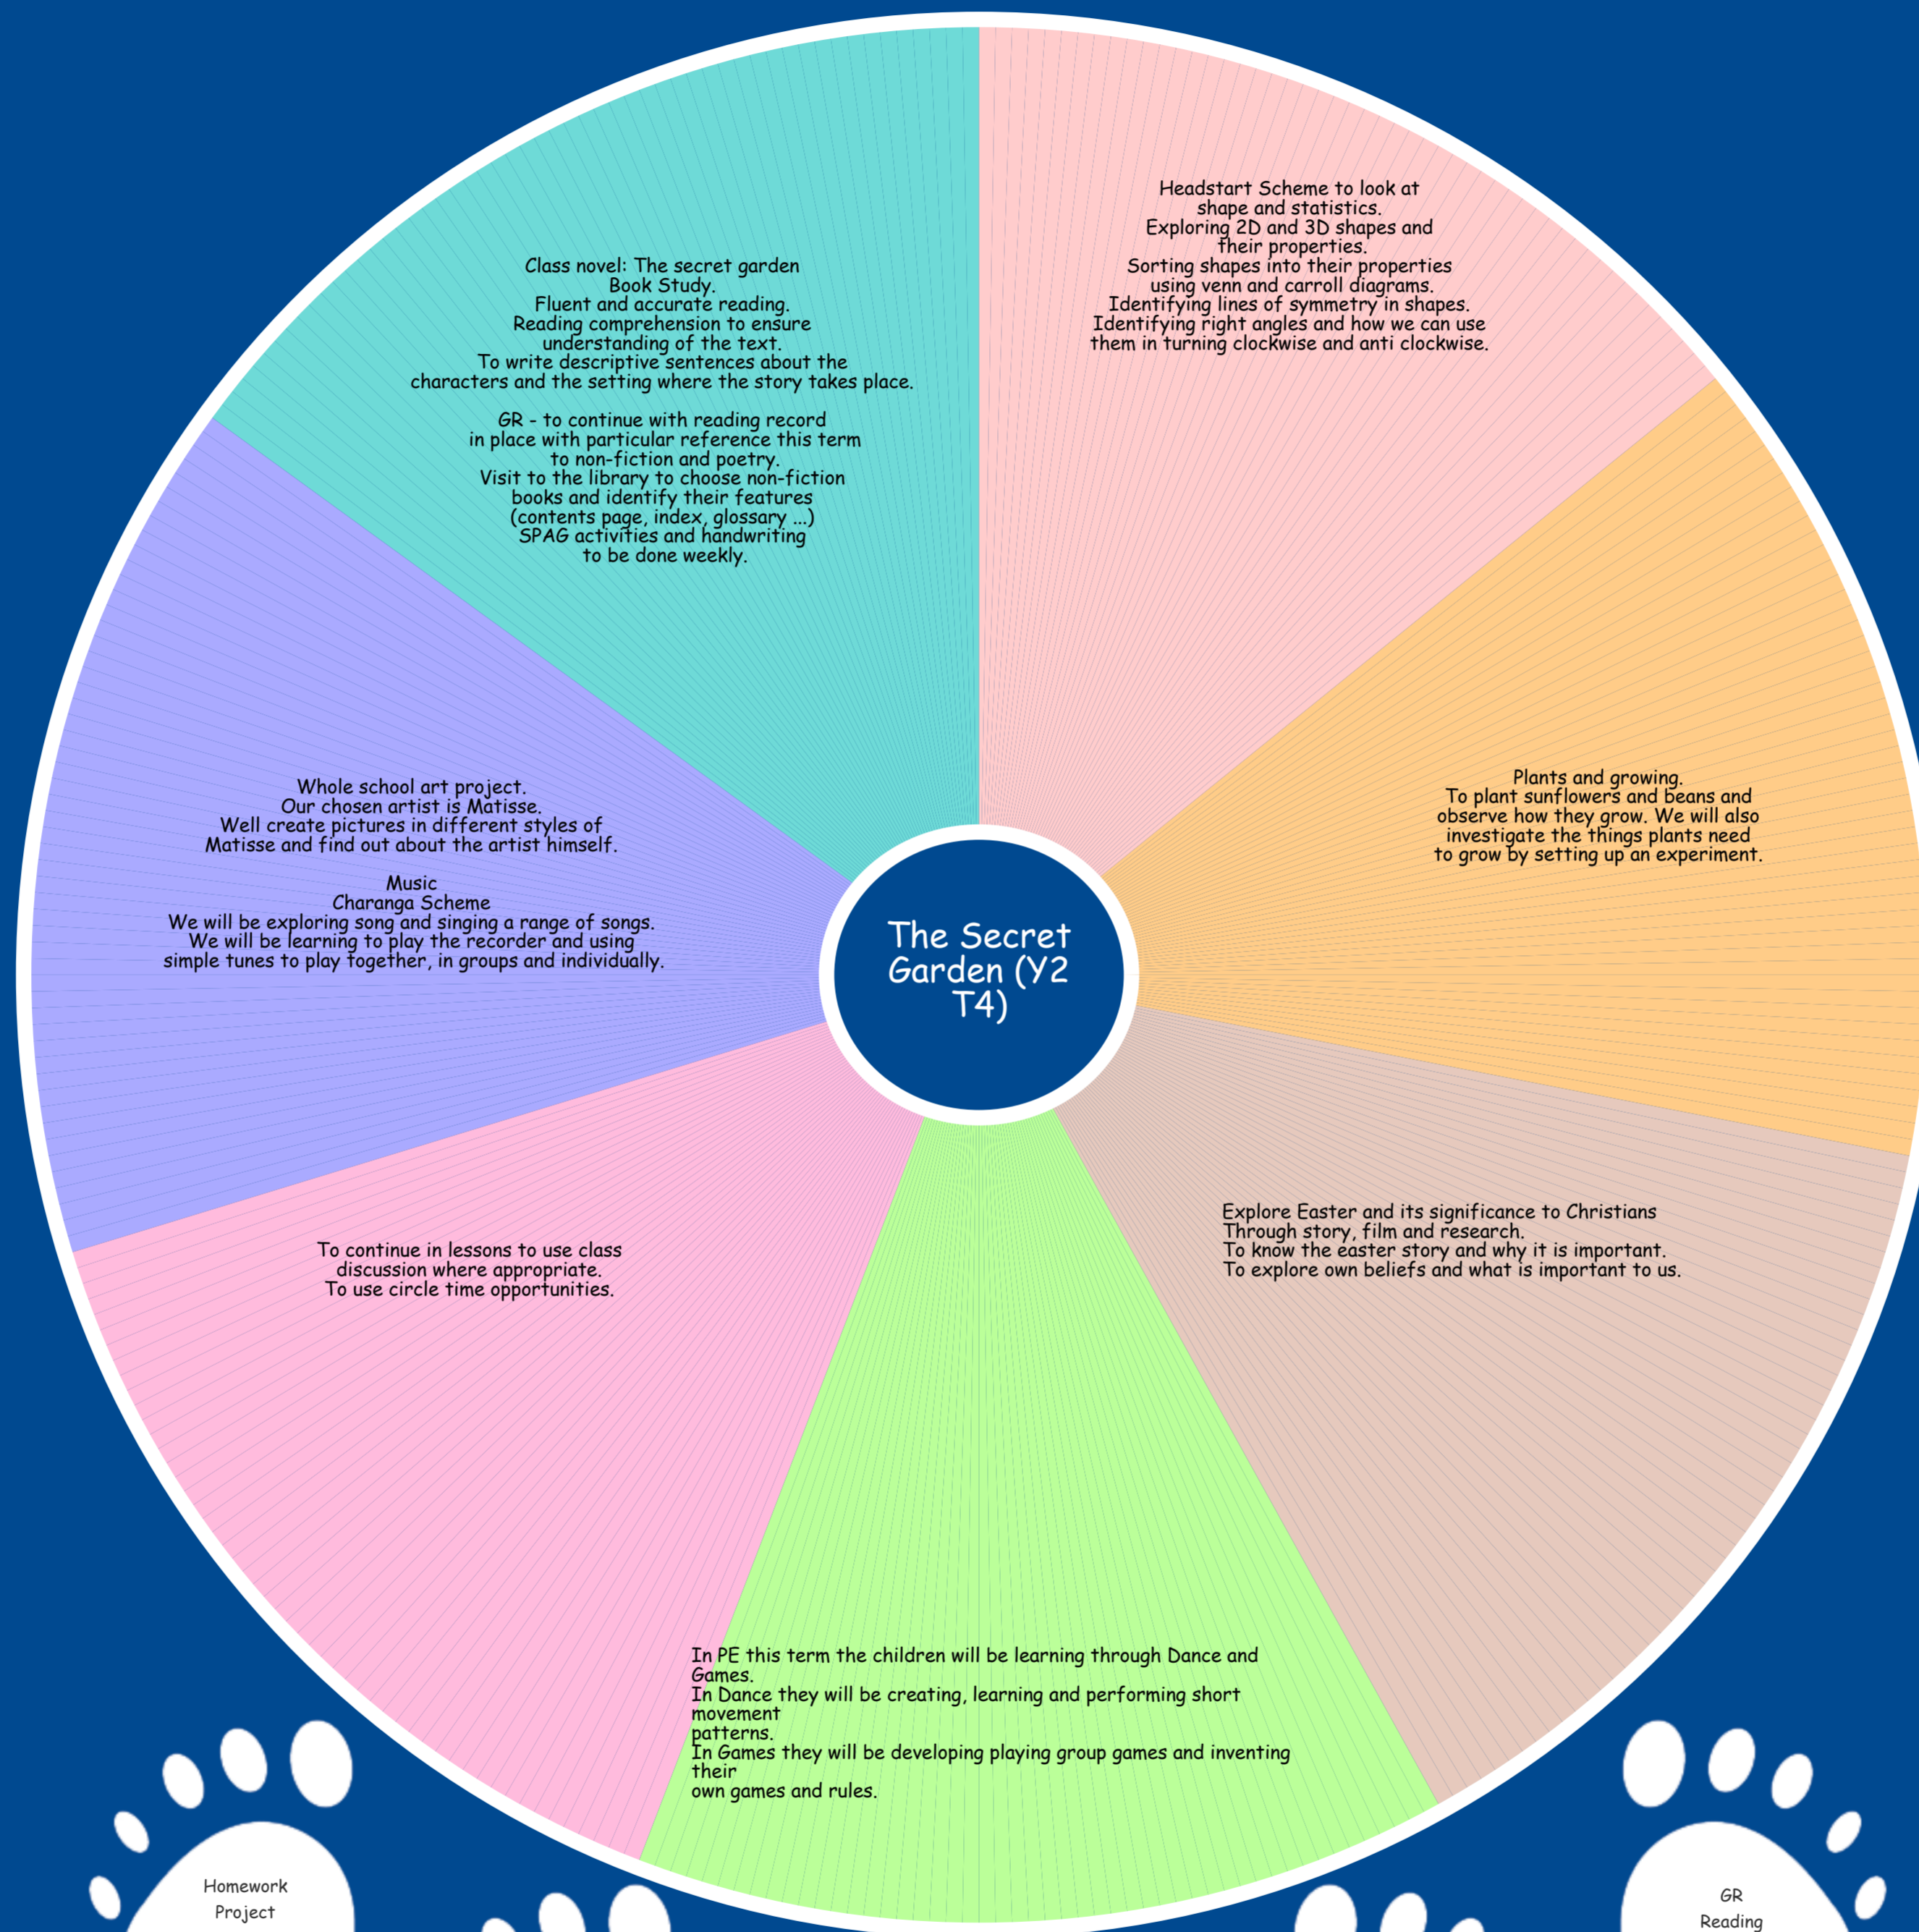 Headstart Scheme to look at
shape and statistics.
Exploring 2D and 3D shapes and
their properties.
Sorting shapes into their properties
using venn and carroll diagrams.
Identifying lines of symmetry in shapes.
Identifying right angles and how we can use
them in turning clockwise and anti clockwise.
Class novel: The secret garden
Book Study.
Fluent and accurate reading.
Reading comprehension to ensure
understanding of the text.
To write descriptive sentences about the
characters and the setting where the story takes place.
GR - to continue with reading record
in place with particular reference this term
to non-fiction and poetry.
Visit to the library to choose non-fiction
books and identify their features
(contents page, index, glossary ...)
SPAG activities and handwriting
to be done weekly.
Plants and growing.
To plant sunflowers and beans and
observe how they grow. We will also
investigate the things plants need
to grow by setting up an experiment.
Whole school art project.
Our chosen artist is Matisse.
Well create pictures in different styles of
Matisse and find out about the artist himself.
Music
Charanga Scheme
We will be exploring song and singing a range of songs.
We will be learning to play the recorder and using
simple tunes to play together, in groups and individually.
The Secret
Garden (Y2
T4)
Explore Easter and its significance to Christians
Through story, film and research.
To know the easter story and why it is important.
To explore own beliefs and what is important to us.
To continue in lessons to use class
discussion where appropriate.
To use circle time opportunities.
In PE this term the children will be learning through Dance and
Games.
In Dance they will be creating, learning and performing short
movement
patterns.
In Games they will be developing playing group games and inventing
their
own games and rules.
Homework
Project
GR
Reading